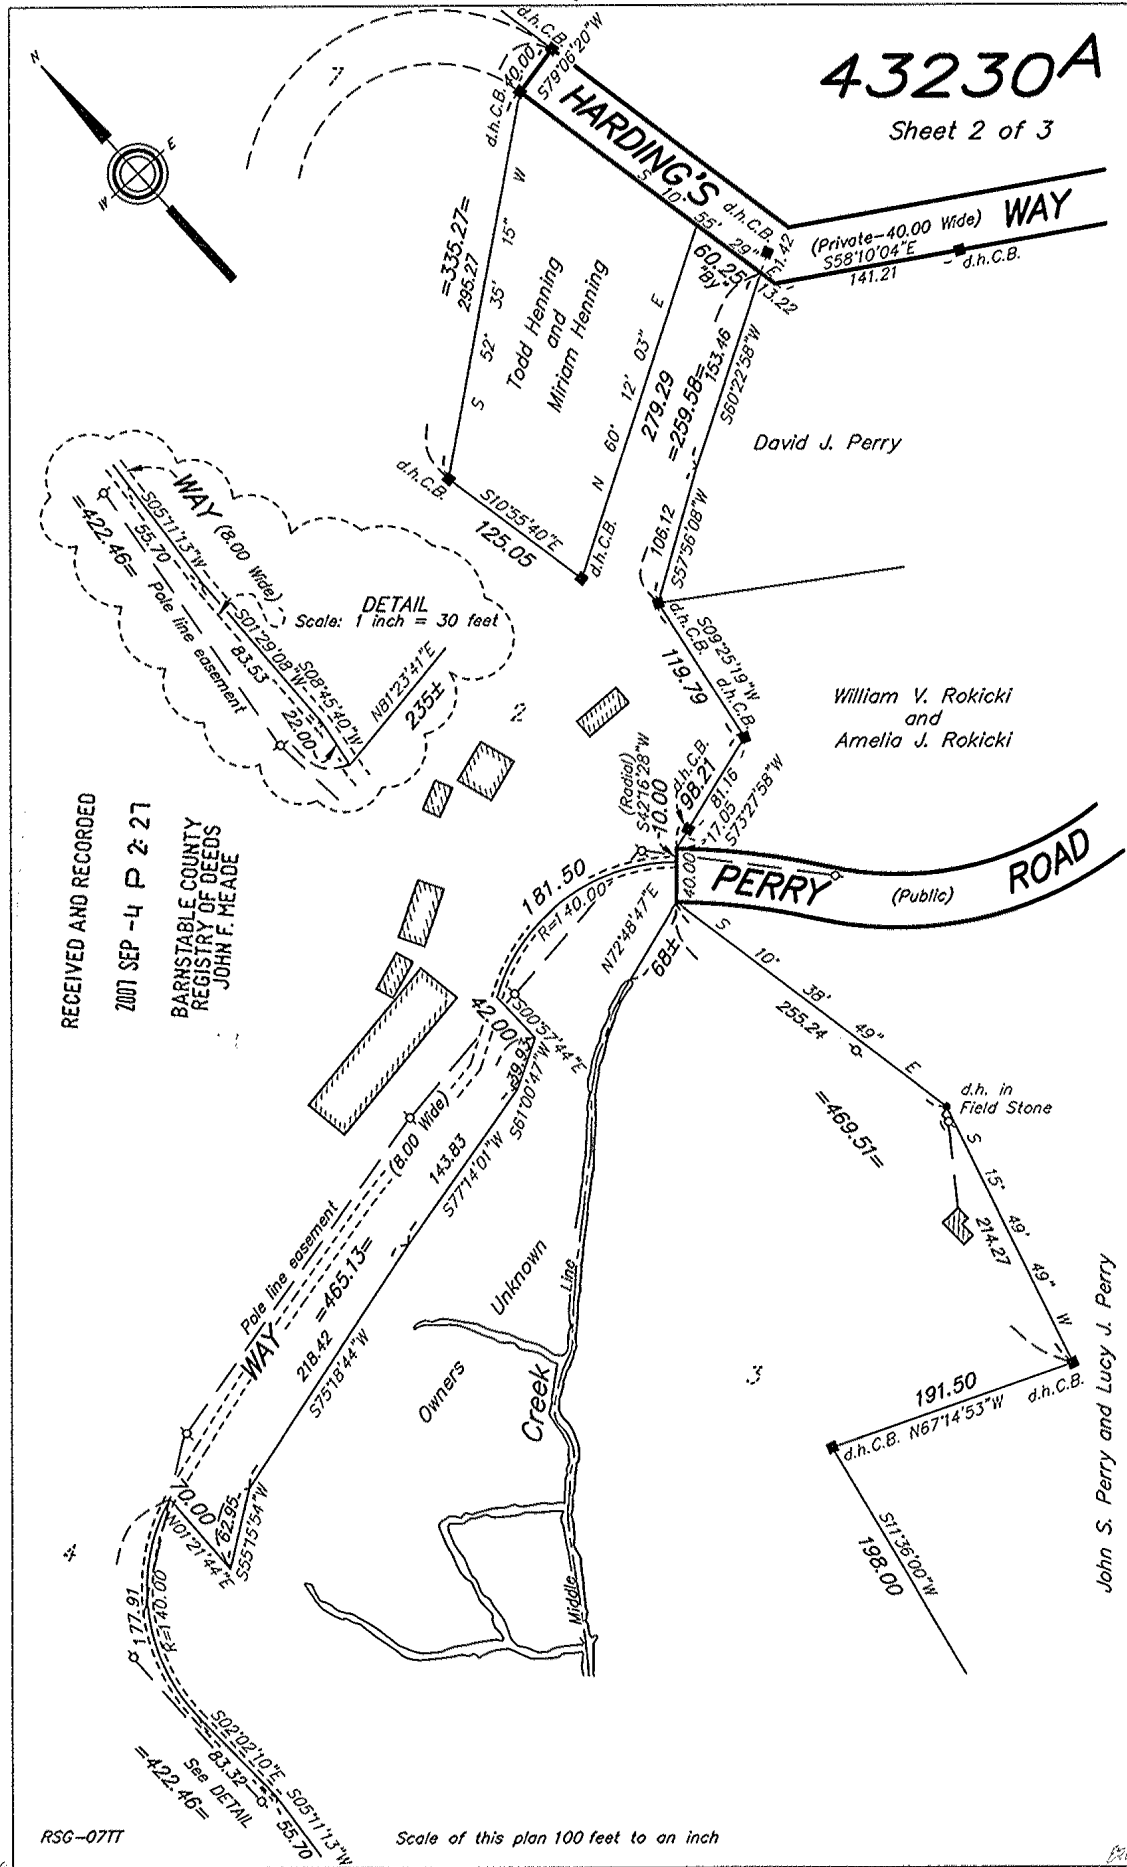 43230A
Sheet 2 of 3
N
E
W
1
d.h.C.B.
40.00
S79°06'20"W
d.h.C.B.
HARDING'S
WAY
(Private-40.00 Wide)
S 10° 55' 29" E
d.h.C.B.
1.42
60.25
"By"
13.22
S58°10'04"E
141.21
d.h.C.B.
=335.27=
295.27
S 52° 35' 15" W
Todd Henning
and
Miriam Henning
N 60° 12' 03" E
279.29
=259.58=
153.46
S60°22'58"W
David J. Perry
d.h.C.B.
S10°55'40"E
125.05
d.h.C.B.
106.12
S57°56'08"W
d.h.C.B.
S09°25'19"W
119.79
d.h.C.B.
William V. Rokicki
and
Amelia J. Rokicki
WAY
(8.00 Wide)
S05°11'13"W
55.70
=422.46=
Pole line easement
S01°29'08"W
83.53
S08°45'40"W
22.00
N81°23'41"E
235±
DETAIL
Scale: 1 inch = 30 feet
2
RECEIVED AND RECORDED
2007 SEP -4 P 2:27
BARNSTABLE COUNTY
REGISTRY OF DEEDS
JOHN F. MEADE
(Radial)
S42°16'28"W
10.00
d.h.C.B.
98.21
81.16
17.05
S73°27'58"W
40.00
PERRY
(Public)
ROAD
181.50
R=140.00
N72°48'47"E
68±
S 10° 38' 49" E
255.24
=469.51=
d.h. in
Field Stone
S 15° 49' 49" W
214.27
42.00
S00°57'44"E
39.93
S61°00'47"W
(8.00 Wide)
143.83
S77°14'01"W
Pole line easement
WAY
=465.13=
218.42
S75°18'44"W
Owners
Unknown
Line
Creek
Middle
3
191.50
N67°14'53"W
d.h.C.B.
d.h.C.B.
S11°36'00"W
198.00
John S. Perry and Lucy J. Perry
70.00
N01°21'44"E
62.95
S55°15'54"W
4
177.91
R=140.00
S02°02'10"E
83.32
S05°11'13"W
55.70
See DETAIL
=422.46=
RSG-07TT
Scale of this plan 100 feet to an inch